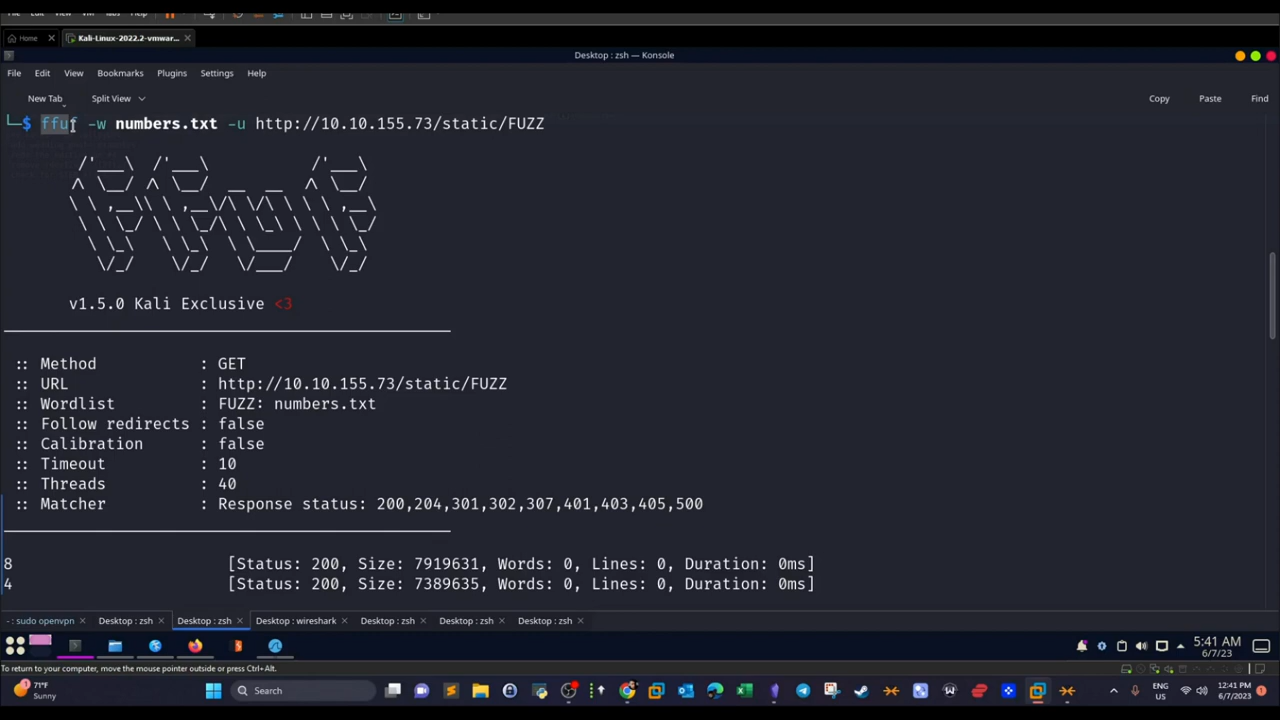 Home
Kali-Linux-2022.2-vmwar...
Desktop : zsh — Konsole
File Edit View Bookmarks Plugins Settings Help
New Tab Split View Copy Paste Find
└─$ ffuf -w numbers.txt -u http://10.10.155.73/static/FUZZ
v1.5.0 Kali Exclusive <3
:: Method : GET
:: URL : http://10.10.155.73/static/FUZZ
:: Wordlist : FUZZ: numbers.txt
:: Follow redirects : false
:: Calibration : false
:: Timeout : 10
:: Threads : 40
:: Matcher : Response status: 200,204,301,302,307,401,403,405,500
8 [Status: 200, Size: 7919631, Words: 0, Lines: 0, Duration: 0ms]
4 [Status: 200, Size: 7389635, Words: 0, Lines: 0, Duration: 0ms]
- : sudo openvpn Desktop : zsh Desktop : zsh Desktop : wireshark Desktop : zsh Desktop : zsh Desktop : zsh
5:41 AM
6/7/23
To return to your computer, move the mouse pointer outside or press Ctrl+Alt.
71°F
Sunny
Search
ENG
US
12:41 PM
6/7/2023